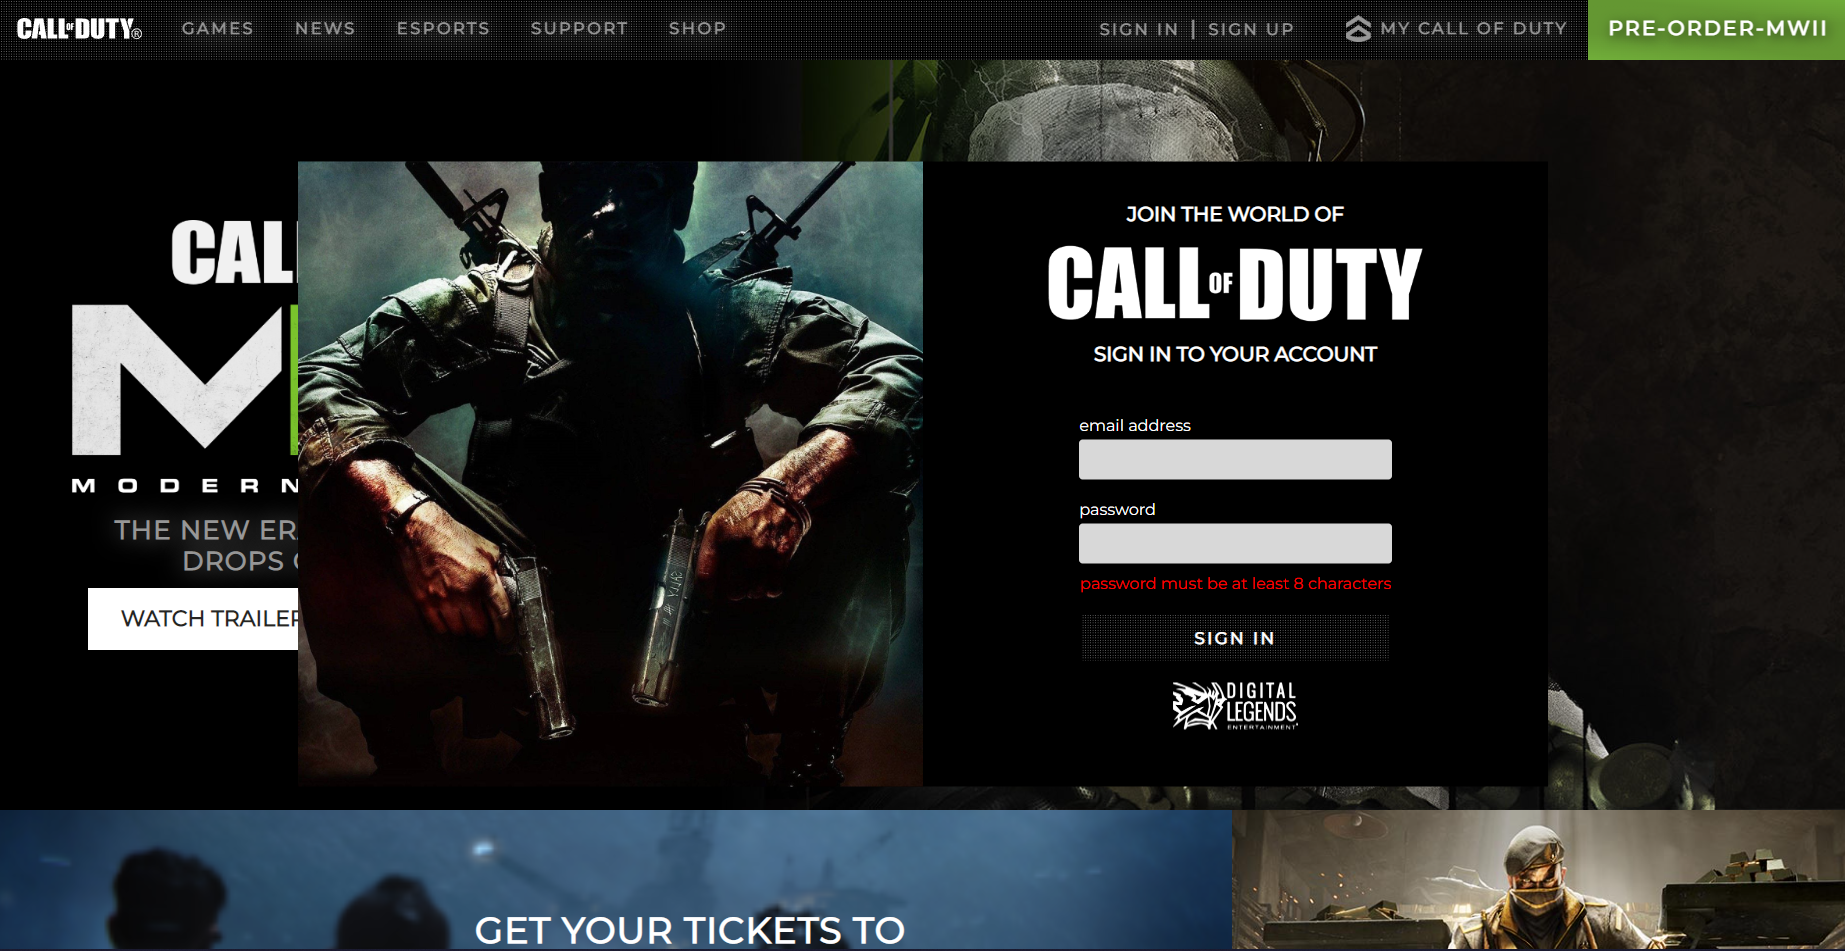 CALL OF DUTY®
GAMES NEWS ESPORTS SUPPORT SHOP
SIGN IN | SIGN UP
MY CALL OF DUTY
PRE-ORDER-MWII
CAL
M
MODERN
THE NEW ER
DROPS
WATCH TRAILER
JOIN THE WORLD OF
CALL OF DUTY
SIGN IN TO YOUR ACCOUNT
email address
password
password must be at least 8 characters
SIGN IN
DIGITAL
LEGENDS
ENTERTAINMENT
GET YOUR TICKETS TO